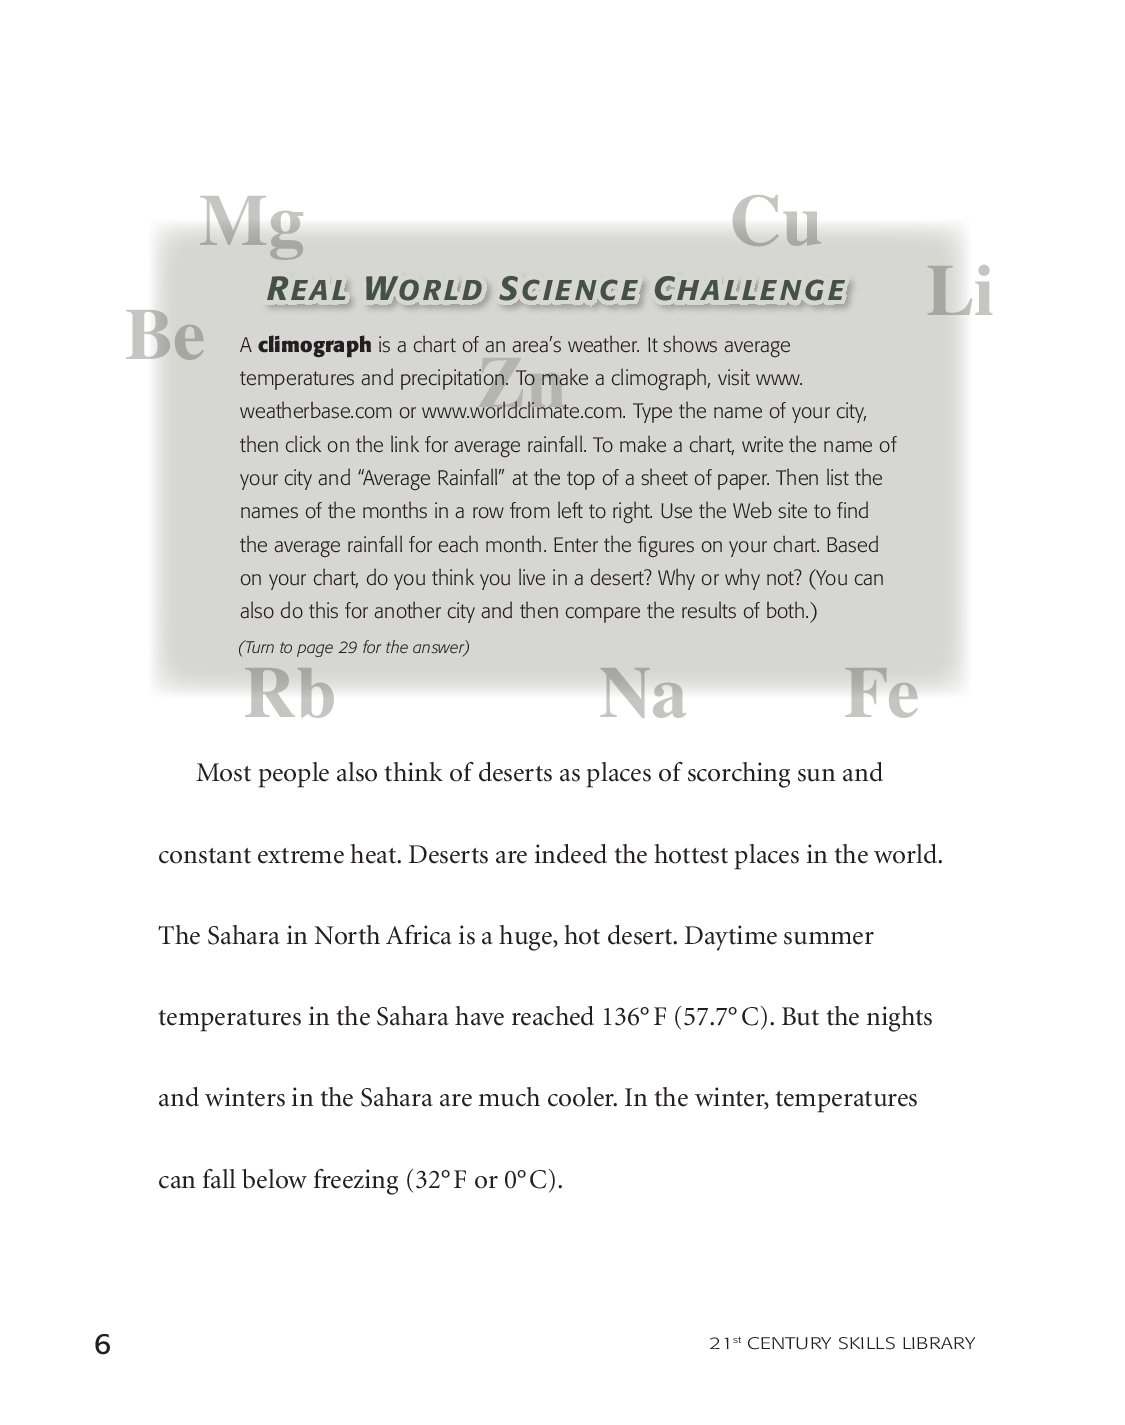 Mg
Cu
Li
REAL WORLD SCIENCE CHALLENGE
Be
A climograph is a chart of an area’s weather. It shows average
Zn
temperatures and precipitation. To make a climograph, visit www.
weatherbase.com or www.worldclimate.com. Type the name of your city,
then click on the link for average rainfall. To make a chart, write the name of
your city and “Average Rainfall” at the top of a sheet of paper. Then list the
names of the months in a row from left to right. Use the Web site to find
the average rainfall for each month. Enter the figures on your chart. Based
on your chart, do you think you live in a desert? Why or why not? (You can
also do this for another city and then compare the results of both.)
(Turn to page 29 for the answer)
Rb
Na
Fe
Most people also think of deserts as places of scorching sun and
constant extreme heat. Deserts are indeed the hottest places in the world.
The Sahara in North Africa is a huge, hot desert. Daytime summer
temperatures in the Sahara have reached 136° F (57.7° C). But the nights
and winters in the Sahara are much cooler. In the winter, temperatures
can fall below freezing (32° F or 0° C).
6
21st CENTURY SKILLS LIBRARY